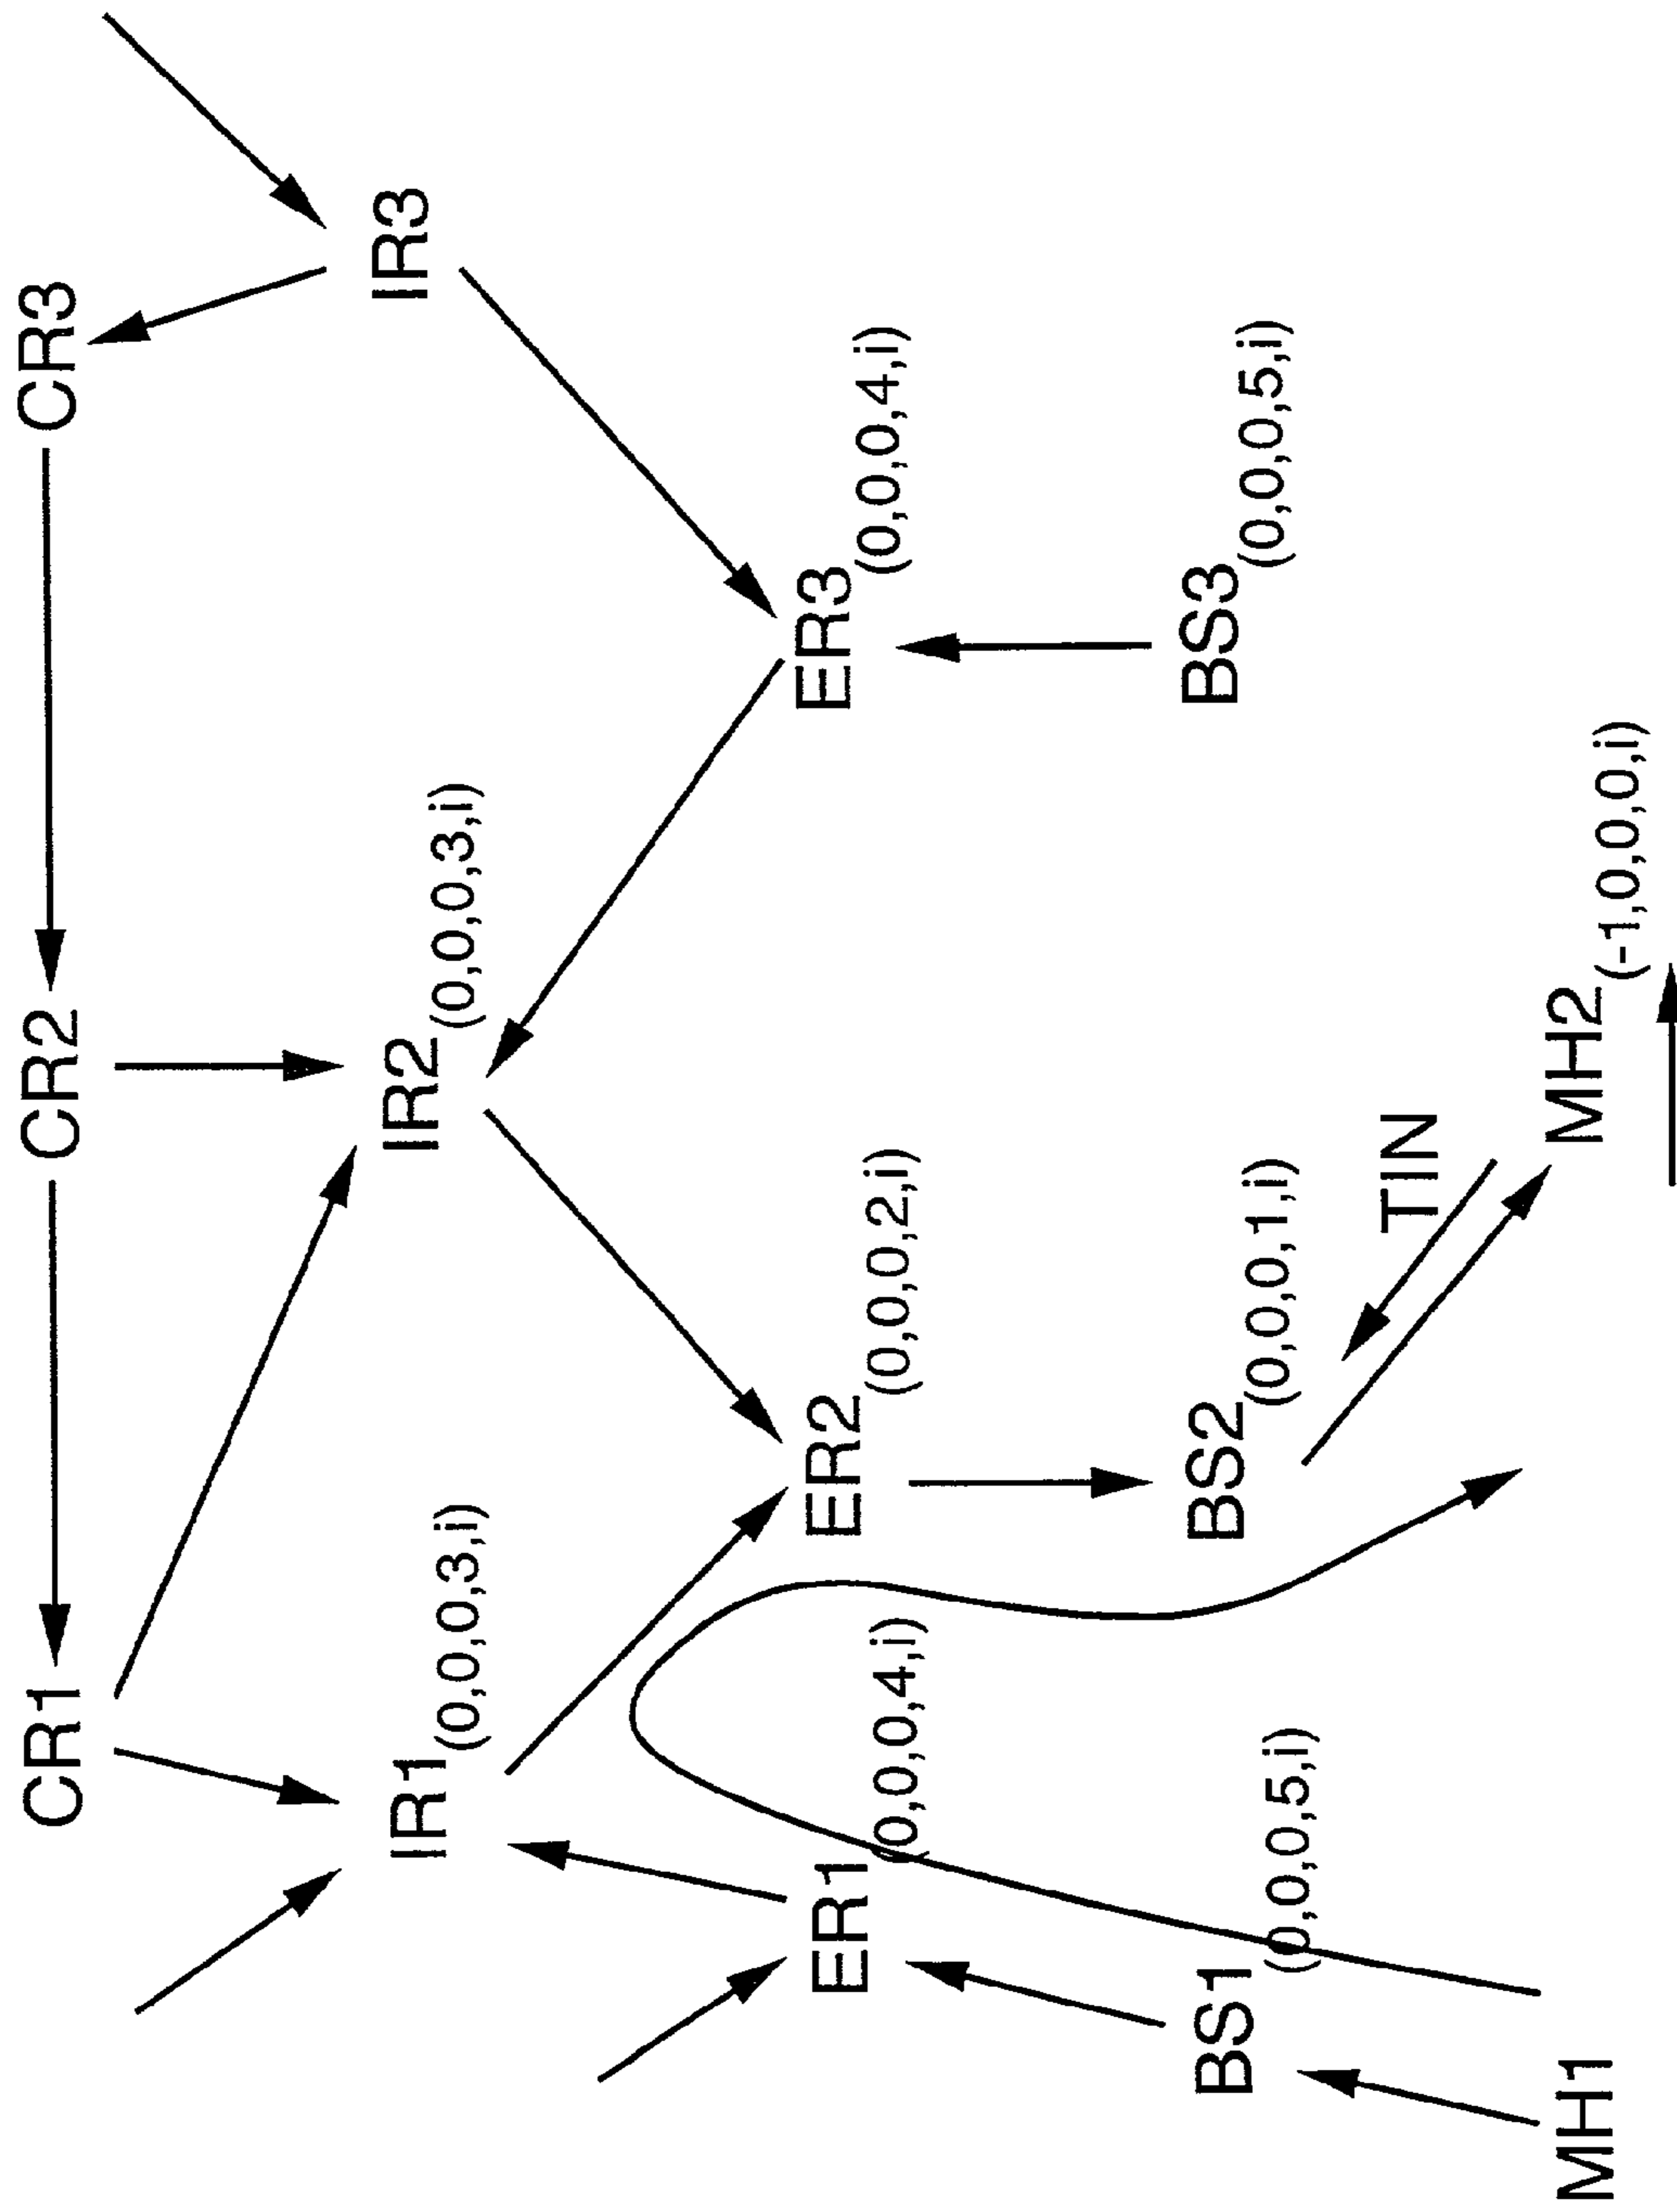 CR1
CR2
CR3
IR1(0,0,0,3,i)
IR2(0,0,0,3,i)
IR3
ER1(0,0,0,4,i)
ER2(0,0,0,2,i)
ER3(0,0,0,4,i)
BS1(0,0,0,5,i)
BS2(0,0,0,1,i)
BS3(0,0,0,5,i)
TIN
MH1
MH2(-1,0,0,0,i)